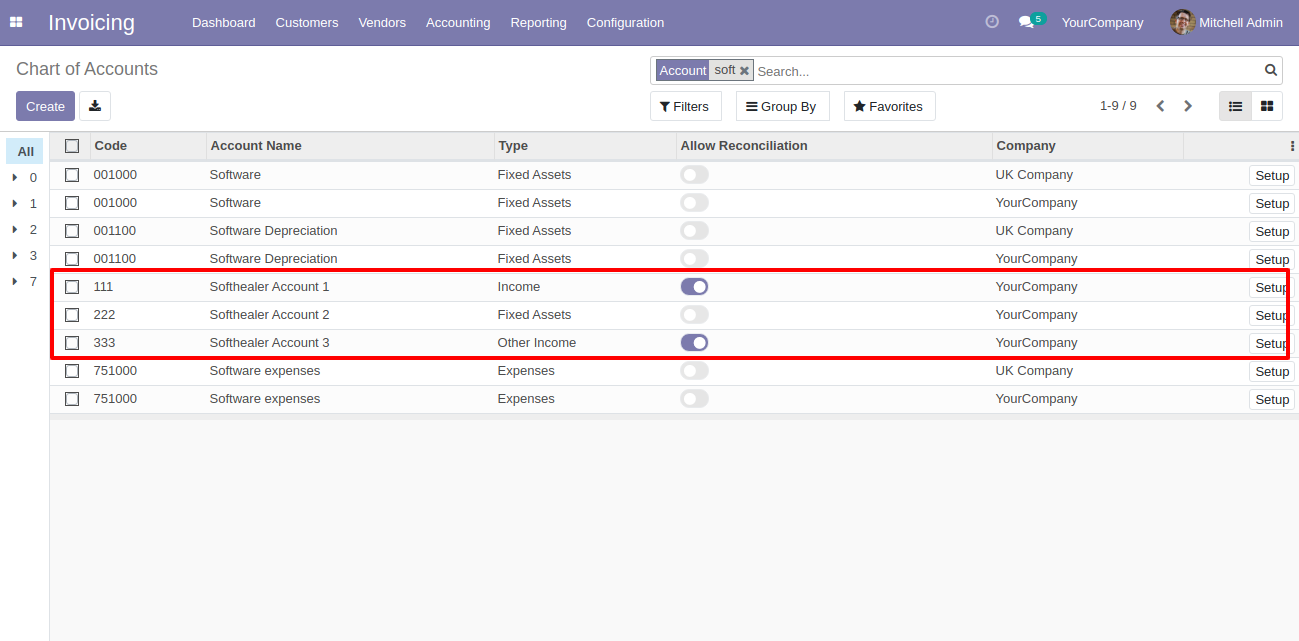 Invoicing Dashboard Customers Vendors Accounting Reporting Configuration 5 YourCompany Mitchell Admin
Chart of Accounts
Account soft Search...
Create Filters Group By Favorites 1-9 / 9
All Code Account Name Type Allow Reconciliation Company
0 001000 Software Fixed Assets UK Company Setup
1 001000 Software Fixed Assets YourCompany Setup
2 001100 Software Depreciation Fixed Assets UK Company Setup
3 001100 Software Depreciation Fixed Assets YourCompany Setup
7 111 Softhealer Account 1 Income YourCompany Setup
222 Softhealer Account 2 Fixed Assets YourCompany Setup
333 Softhealer Account 3 Other Income YourCompany Setup
751000 Software expenses Expenses UK Company Setup
751000 Software expenses Expenses YourCompany Setup